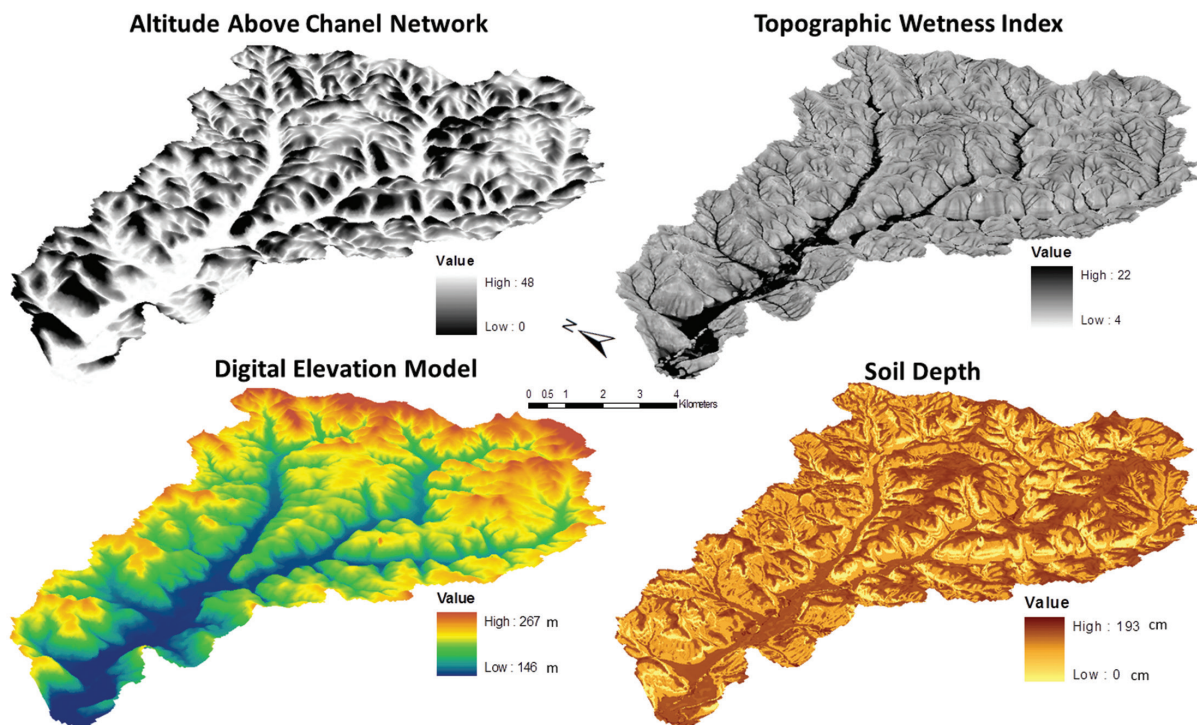 Altitude Above Chanel Network
Value
High : 48
Low : 0
Topographic Wetness Index
Value
High : 22
Low : 4
N
0 0.5 1 2 3 4
Kilometers
Digital Elevation Model
Value
High : 267 m
Low : 146 m
Soil Depth
Value
High : 193 cm
Low : 0 cm